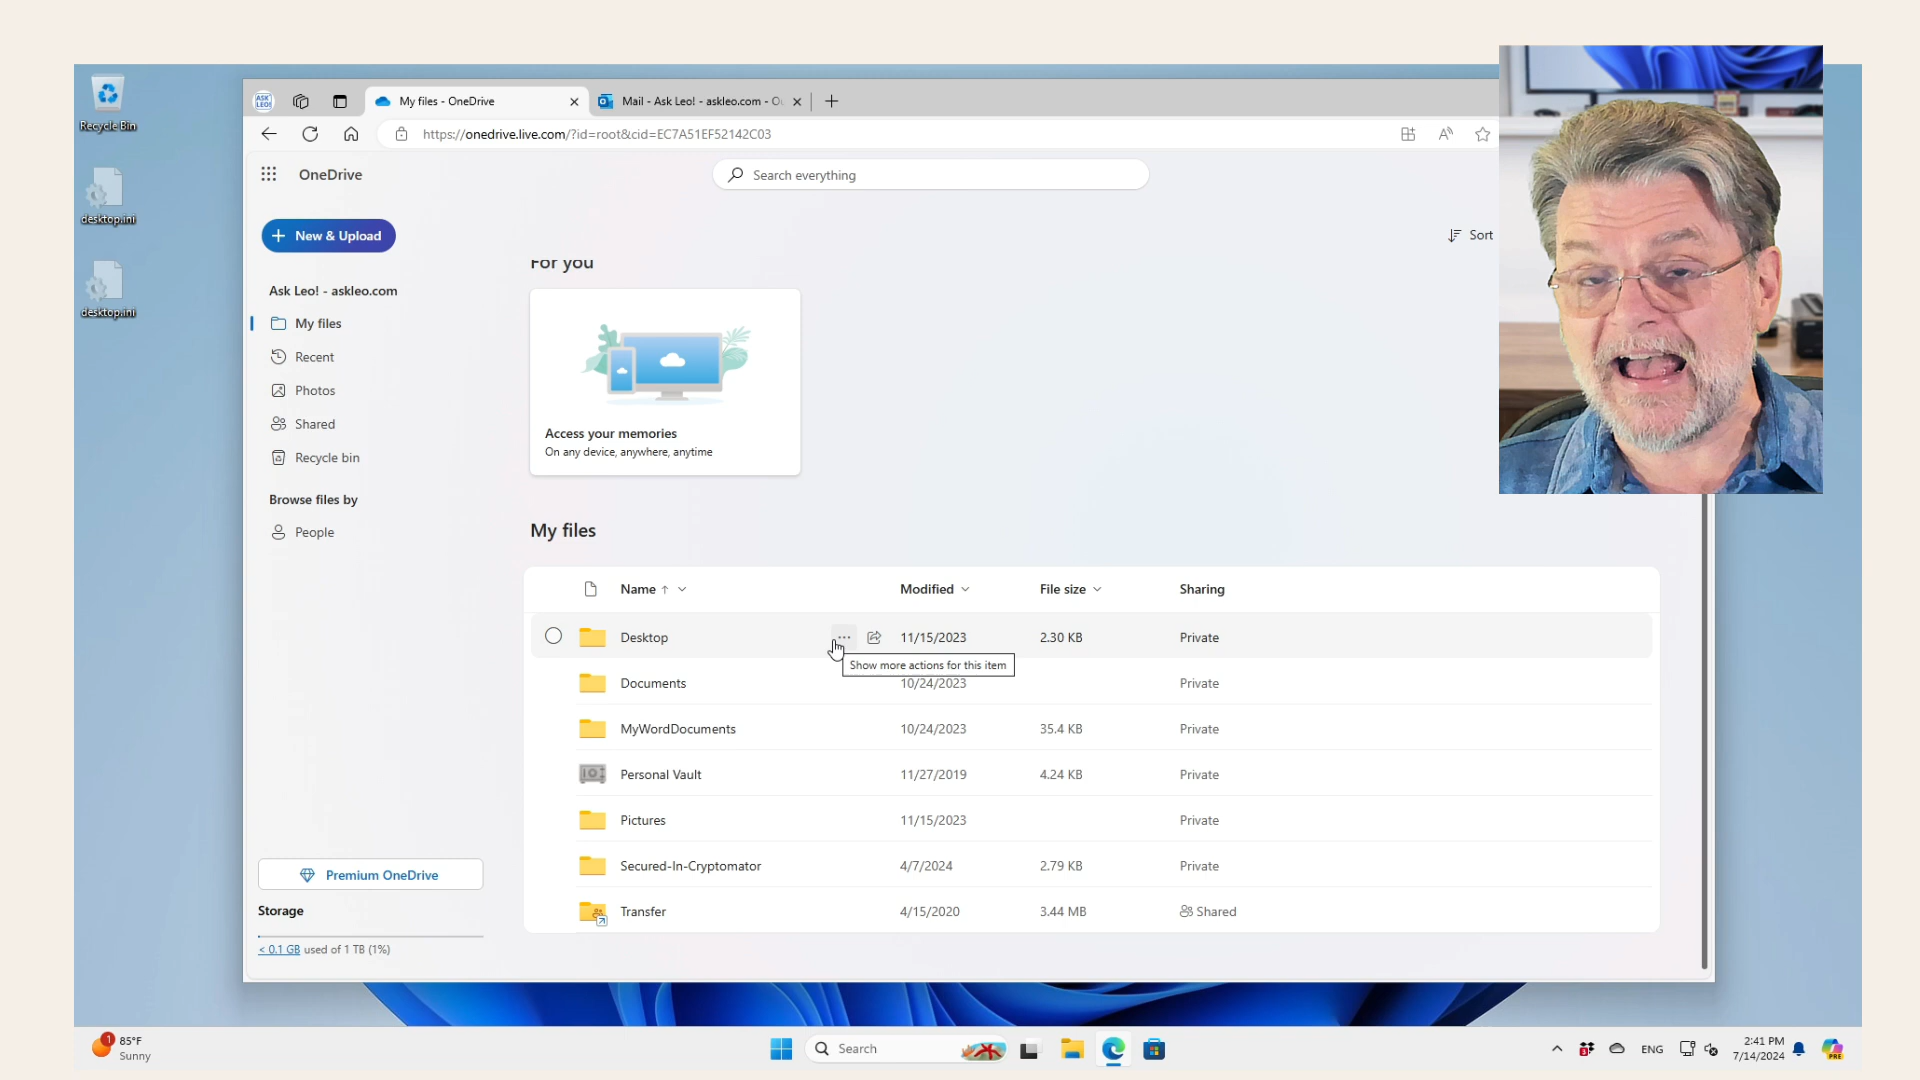 Recycle Bin
desktop.ini
desktop.ini
ASK LEO!
My files - OneDrive
Mail - Ask Leo! - askleo.com - Ou
https://onedrive.live.com/?id=root&cid=EC7A51EF52142C03
OneDrive
Search everything
New & Upload
Sort
Ask Leo! - askleo.com
My files
Recent
Photos
Shared
Recycle bin
Browse files by
People
Premium OneDrive
Storage
< 0.1 GB used of 1 TB (1%)
For you
Access your memories
On any device, anywhere, anytime
My files
Name Modified File size Sharing
Desktop 11/15/2023 2.30 KB Private
Show more actions for this item
Documents 10/24/2023 Private
MyWordDocuments 10/24/2023 35.4 KB Private
Personal Vault 11/27/2019 4.24 KB Private
Pictures 11/15/2023 Private
Secured-In-Cryptomator 4/7/2024 2.79 KB Private
Transfer 4/15/2020 3.44 MB Shared
1
85°F
Sunny
Search
ENG
2:41 PM
7/14/2024
PRE